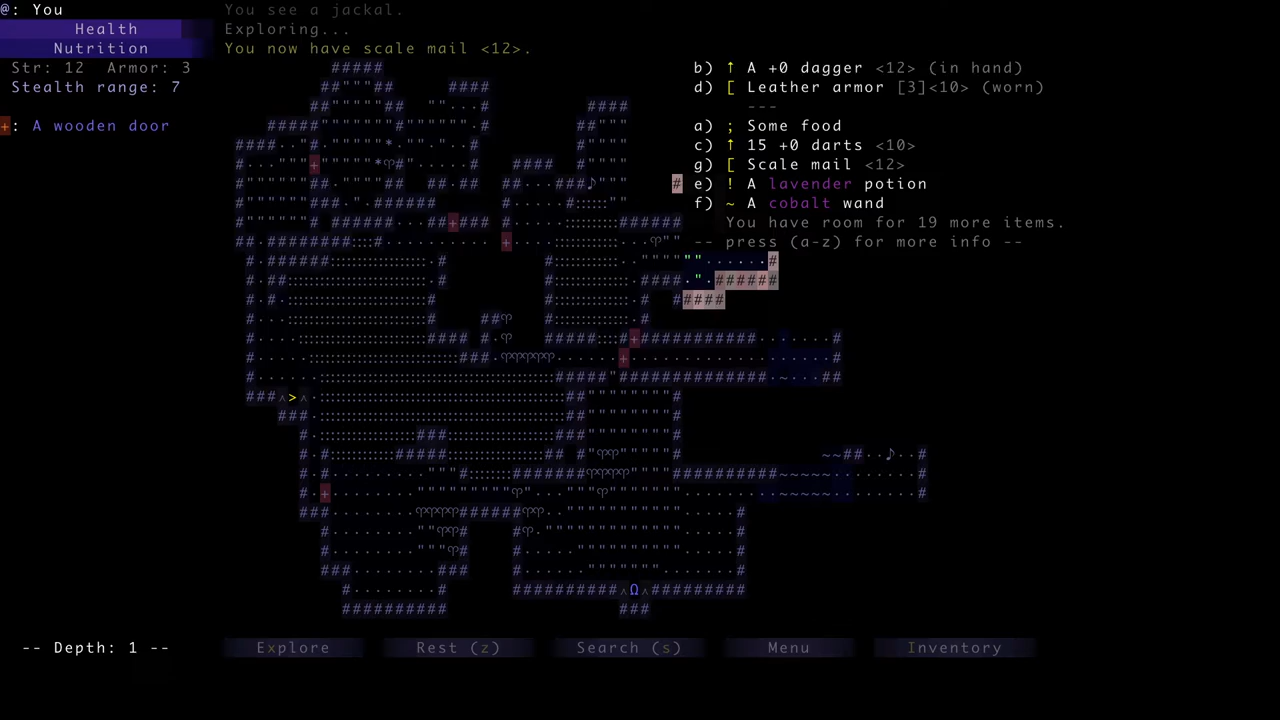 @: You
You see a jackal.
Health
Exploring...
Nutrition
You now have scale mail <12>.
Str: 12 Armor: 3
Stealth range: 7
+: A wooden door
b) ↑ A +0 dagger <12> (in hand)
d) [ Leather armor [3]<10> (worn)
---
a) ; Some food
c) ↑ 15 +0 darts <10>
g) [ Scale mail <12>
e) ! A lavender potion
f) ~ A cobalt wand
You have room for 19 more items.
-- press (a-z) for more info --
-- Depth: 1 --
Explore
Rest (z)
Search (s)
Menu
Inventory